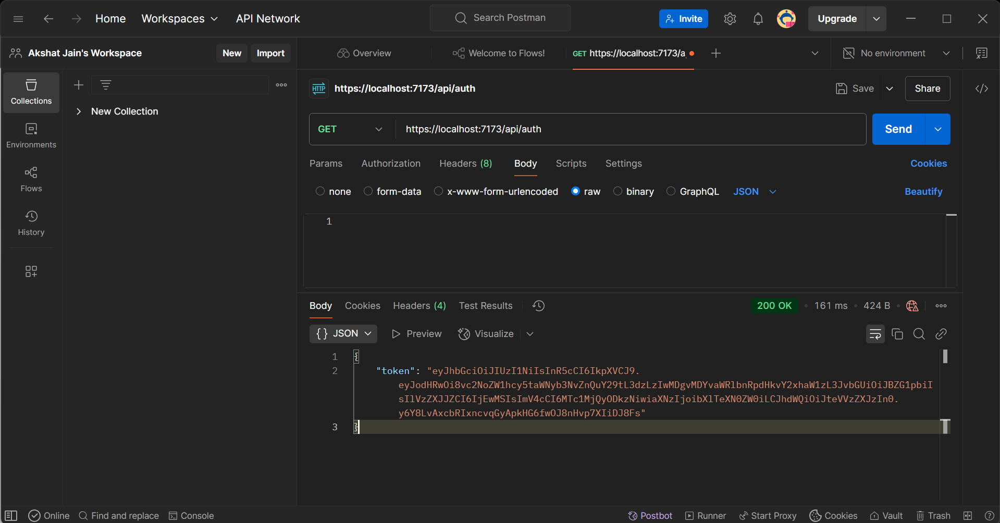 Home Workspaces API Network Search Postman Invite Upgrade
Akshat Jain's Workspace New Import Overview Welcome to Flows! GET https://localhost:7173/a No environment
Collections
New Collection
Environments
Flows
History
HTTP https://localhost:7173/api/auth Save Share
GET https://localhost:7173/api/auth Send
Params Authorization Headers (8) Body Scripts Settings Cookies
none form-data x-www-form-urlencoded raw binary GraphQL JSON Beautify
1
Body Cookies Headers (4) Test Results 200 OK • 161 ms • 424 B •
{} JSON Preview Visualize
1 {
2 "token": "eyJhbGciOiJIUzI1NiIsInR5cCI6IkpXVCJ9.
eyJodHRwOi8vc2NoZW1hcy5taWNyb3NvZnQuY29tL3dzLzIwMDgvMDYvaWRlbnRpdHkvY2xhaW1zL3JvbGUiOiJBZG1pbiI
sIlVzZXJJZCI6IjEwMSIsImV4cCI6MTc1MjQyODkzNiwiaXNzIjoibXlTeXN0ZW0iLCJhdWQiOiJteVVzZXJzIn0.
y6Y8LvAxcbRIxncvqGyApkHG6fwOJ8nHvp7XIiDJ8Fs"
3 }
Online Find and replace Console Postbot Runner Start Proxy Cookies Vault Trash